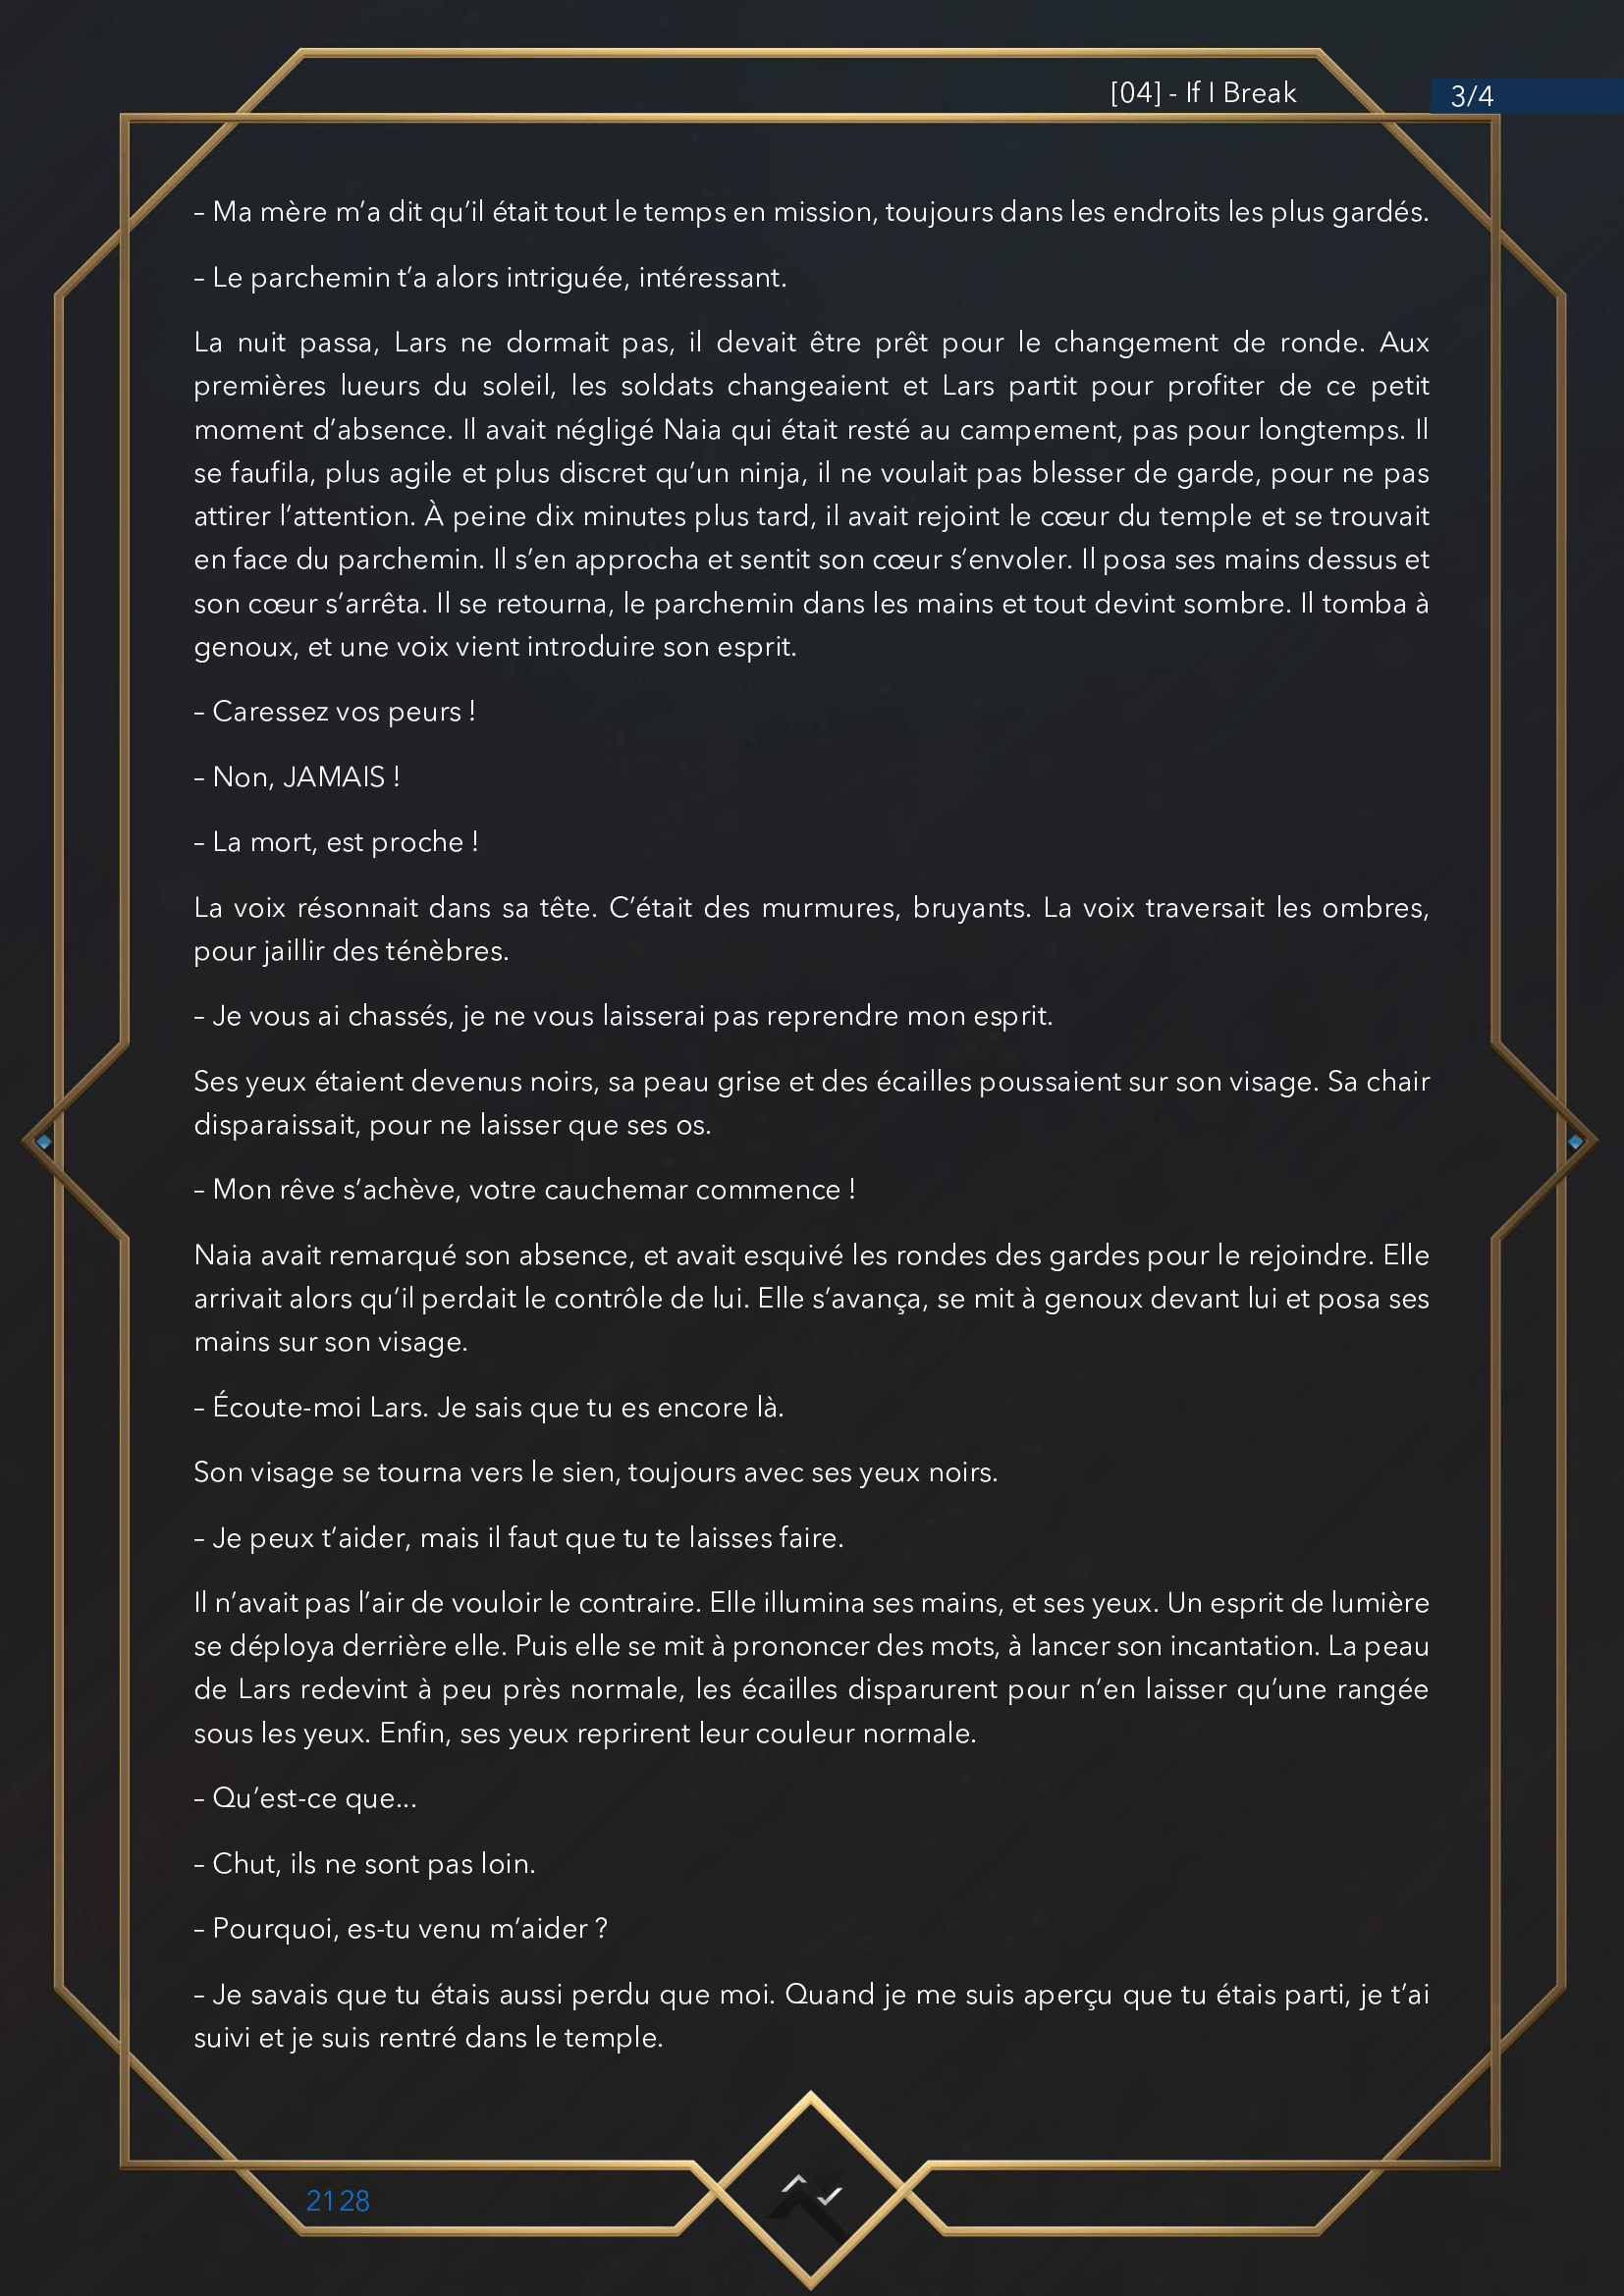 [04] - If I Break
3/4
– Ma mère m’a dit qu’il était tout le temps en mission, toujours dans les endroits les plus gardés.
– Le parchemin t’a alors intriguée, intéressant.
La nuit passa, Lars ne dormait pas, il devait être prêt pour le changement de ronde. Aux
premières lueurs du soleil, les soldats changeaient et Lars partit pour profiter de ce petit
moment d’absence. Il avait négligé Naia qui était resté au campement, pas pour longtemps. Il
se faufila, plus agile et plus discret qu’un ninja, il ne voulait pas blesser de garde, pour ne pas
attirer l’attention. À peine dix minutes plus tard, il avait rejoint le cœur du temple et se trouvait
en face du parchemin. Il s’en approcha et sentit son cœur s’envoler. Il posa ses mains dessus et
son cœur s’arrêta. Il se retourna, le parchemin dans les mains et tout devint sombre. Il tomba à
genoux, et une voix vient introduire son esprit.
– Caressez vos peurs !
– Non, JAMAIS !
– La mort, est proche !
La voix résonnait dans sa tête. C’était des murmures, bruyants. La voix traversait les ombres,
pour jaillir des ténèbres.
– Je vous ai chassés, je ne vous laisserai pas reprendre mon esprit.
Ses yeux étaient devenus noirs, sa peau grise et des écailles poussaient sur son visage. Sa chair
disparaissait, pour ne laisser que ses os.
– Mon rêve s’achève, votre cauchemar commence !
Naia avait remarqué son absence, et avait esquivé les rondes des gardes pour le rejoindre. Elle
arrivait alors qu’il perdait le contrôle de lui. Elle s’avança, se mit à genoux devant lui et posa ses
mains sur son visage.
– Écoute-moi Lars. Je sais que tu es encore là.
Son visage se tourna vers le sien, toujours avec ses yeux noirs.
– Je peux t’aider, mais il faut que tu te laisses faire.
Il n’avait pas l’air de vouloir le contraire. Elle illumina ses mains, et ses yeux. Un esprit de lumière
se déploya derrière elle. Puis elle se mit à prononcer des mots, à lancer son incantation. La peau
de Lars redevint à peu près normale, les écailles disparurent pour n’en laisser qu’une rangée
sous les yeux. Enfin, ses yeux reprirent leur couleur normale.
– Qu’est-ce que...
– Chut, ils ne sont pas loin.
– Pourquoi, es-tu venu m’aider ?
– Je savais que tu étais aussi perdu que moi. Quand je me suis aperçu que tu étais parti, je t’ai
suivi et je suis rentré dans le temple.
2128